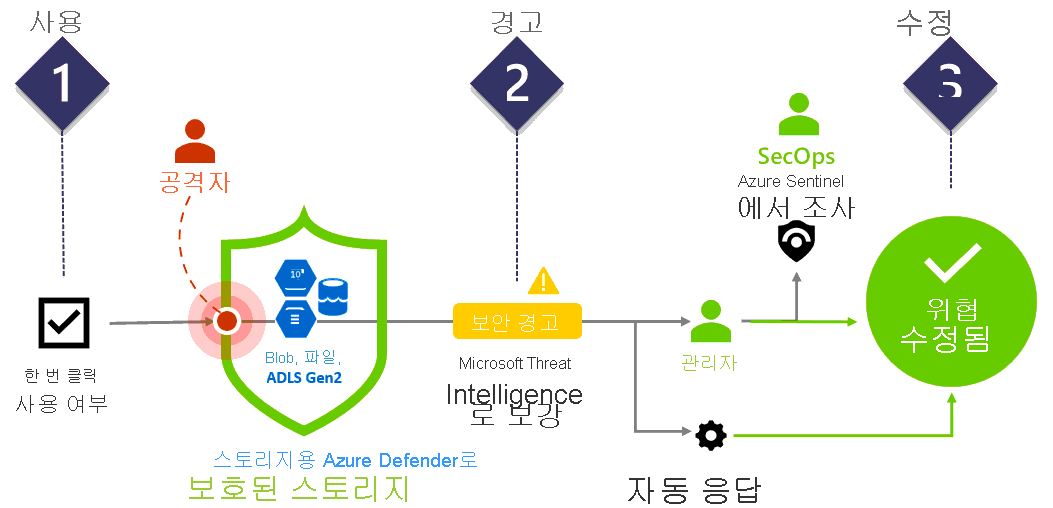 사용
1
경고
2
수정
3
공격자
SecOps
Azure Sentinel
에서 조사
10¹
Blob, 파일,
ADLS Gen2
보안 경고
Microsoft Threat
Intelligence
로 보강
관리자
위협
수정됨
한 번 클릭
사용 여부
스토리지용 Azure Defender로
보호된 스토리지
자동 응답